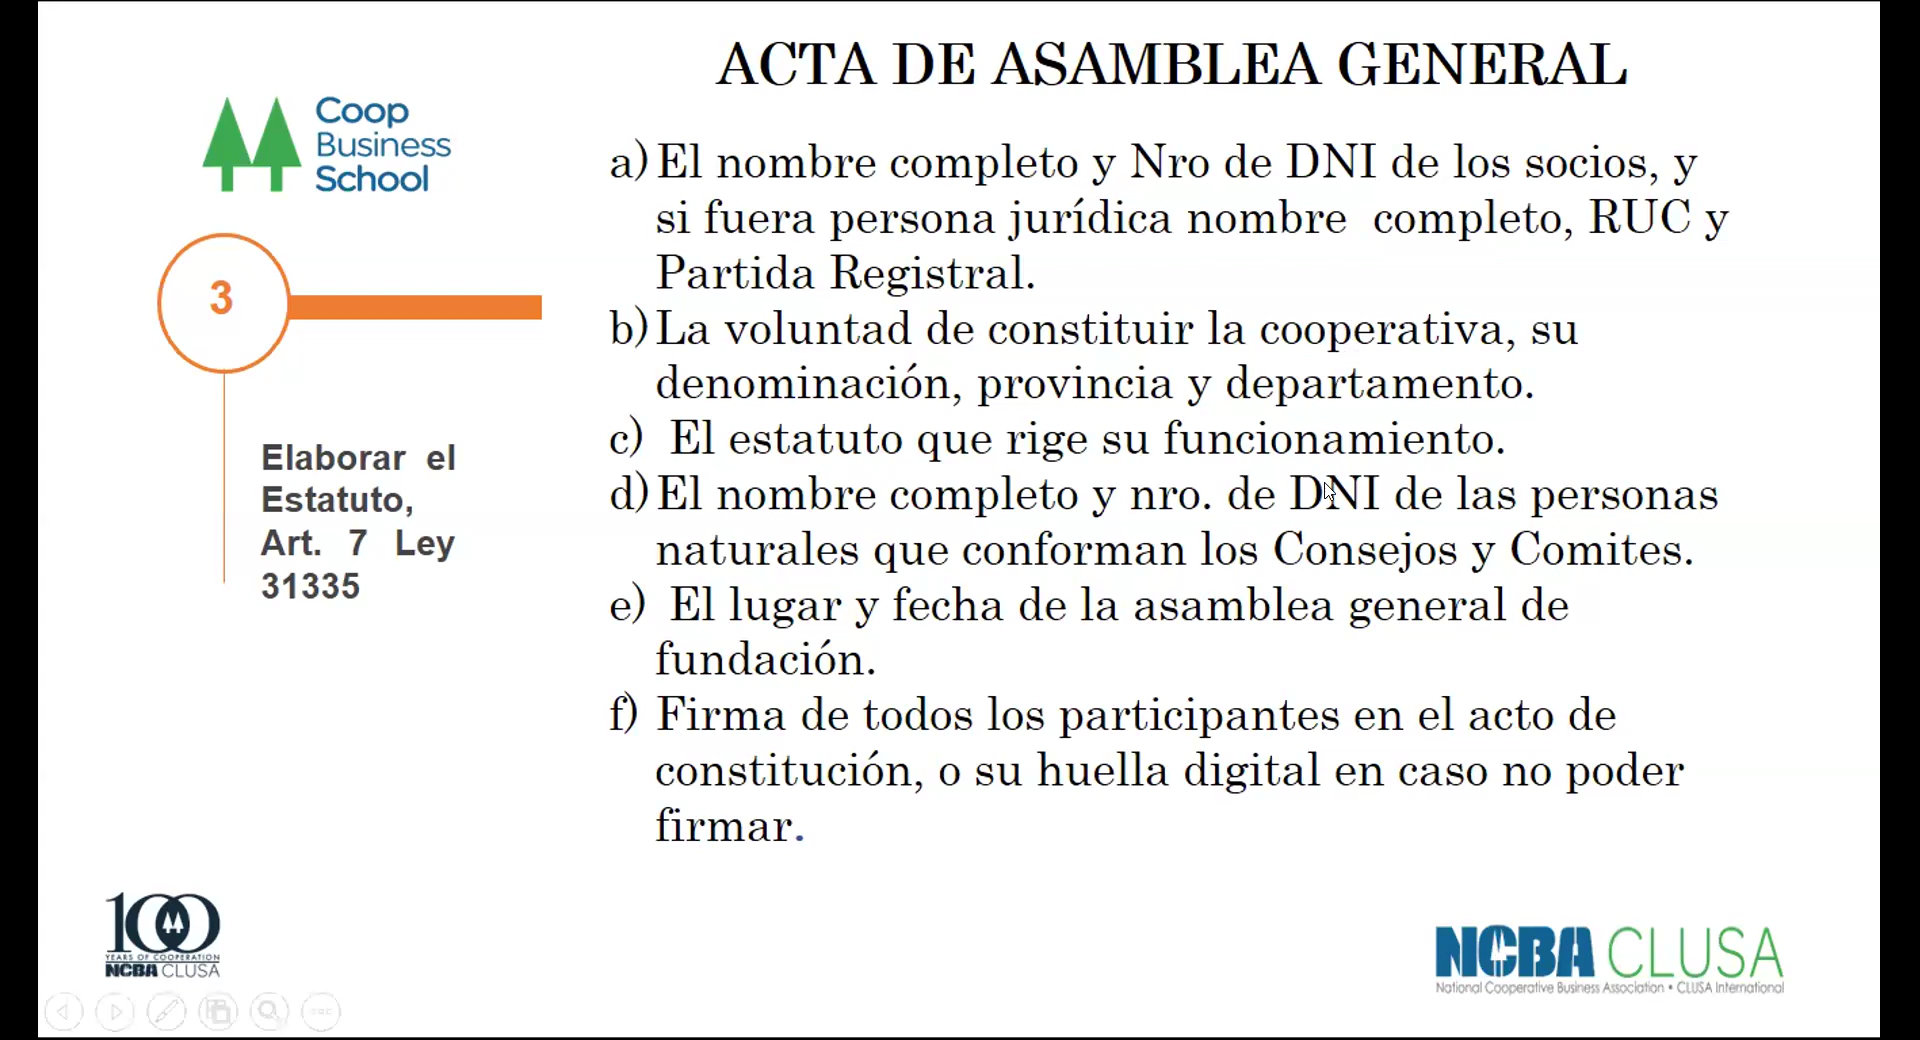 ACTA DE ASAMBLEA GENERAL
Coop
Business
School
3
Elaborar el
Estatuto,
Art. 7 Ley
31335
a) El nombre completo y Nro de DNI de los socios, y
si fuera persona jurídica nombre completo, RUC y
Partida Registral.
b) La voluntad de constituir la cooperativa, su
denominación, provincia y departamento.
c) El estatuto que rige su funcionamiento.
d) El nombre completo y nro. de DNI de las personas
naturales que conforman los Consejos y Comites.
e) El lugar y fecha de la asamblea general de
fundación.
f) Firma de todos los participantes en el acto de
constitución, o su huella digital en caso no poder
firmar.
100
YEARS OF COOPERATION
NCBA CLUSA
NCBA CLUSA
National Cooperative Business Association • CLUSA International